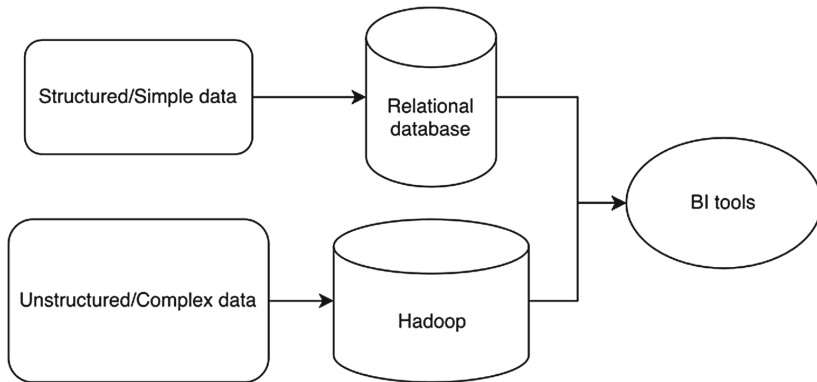 Structured/Simple data
Relational
database
BI tools
Unstructured/Complex data
Hadoop